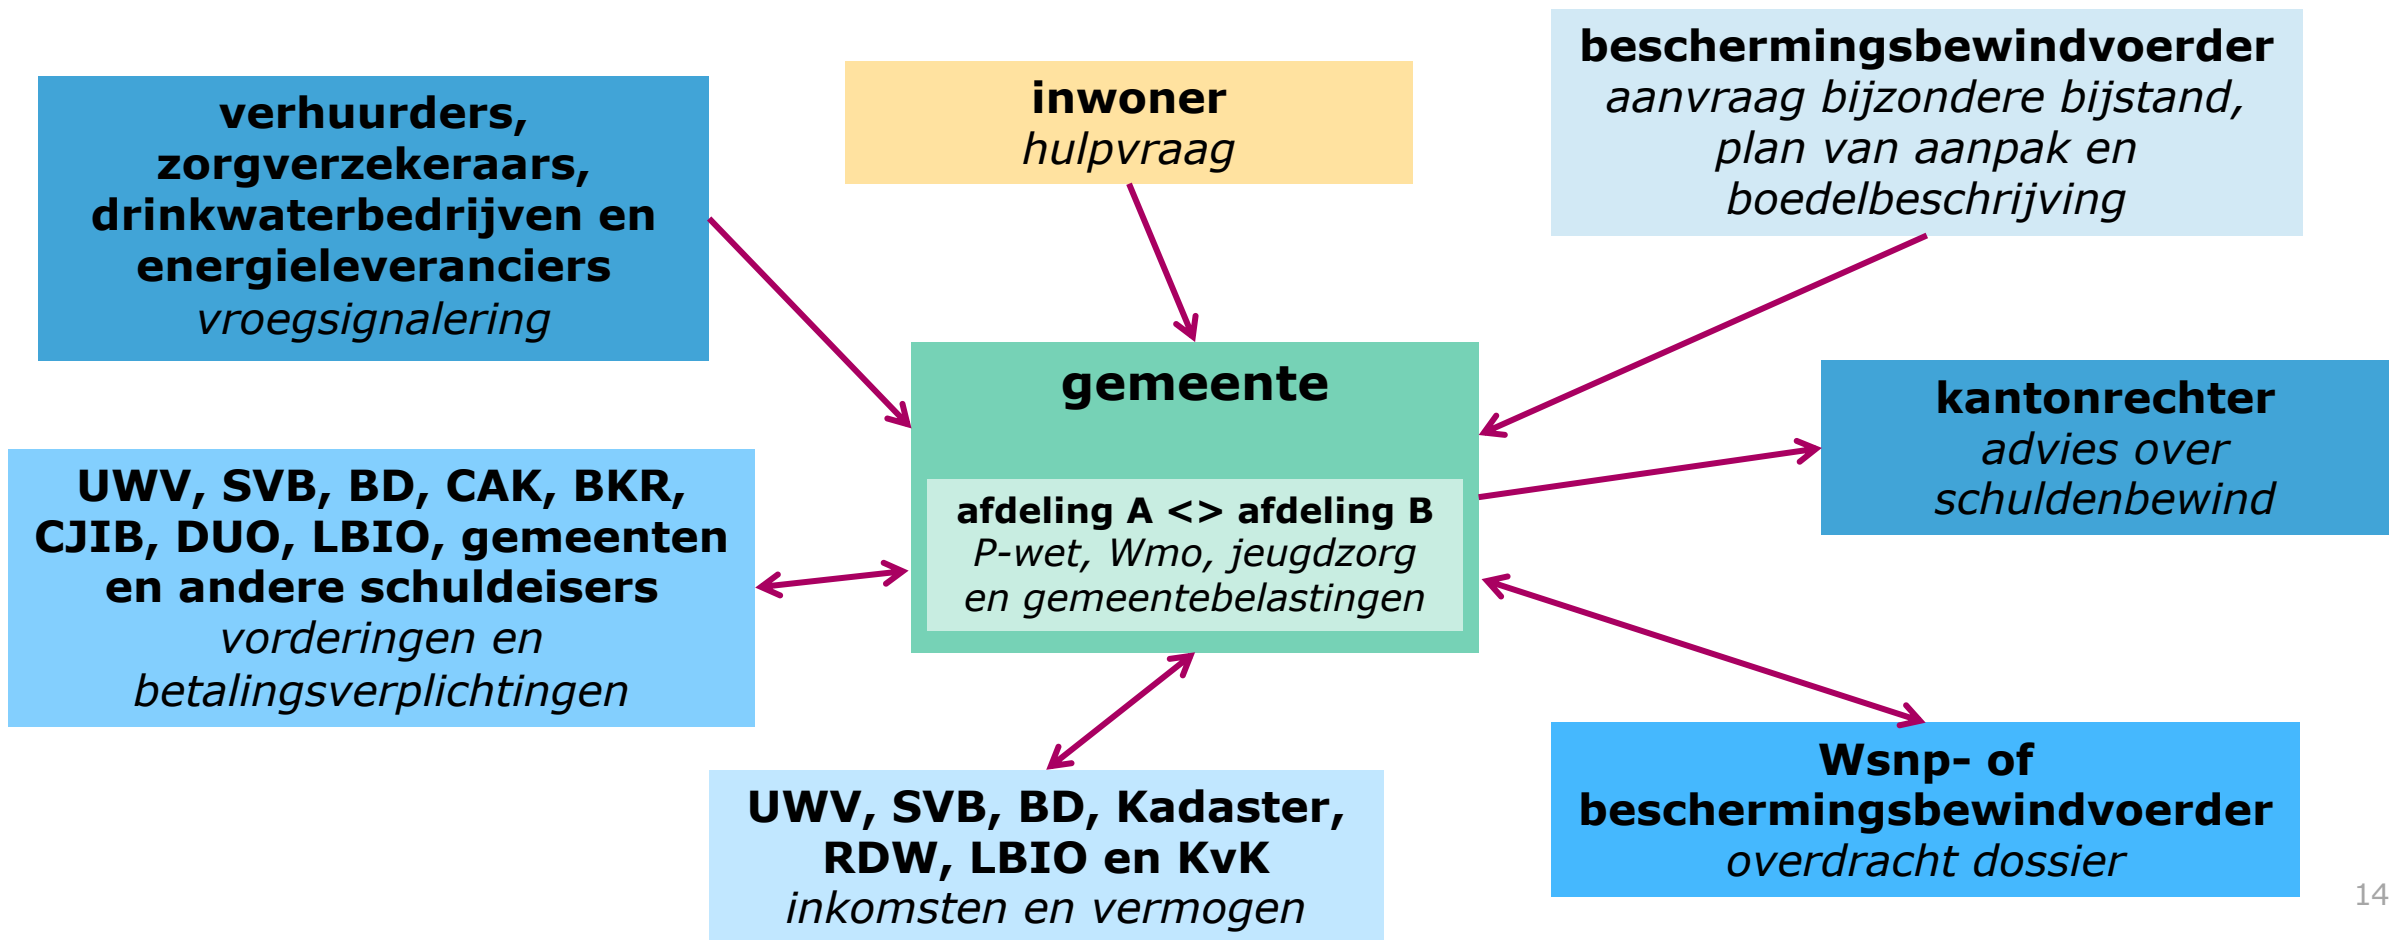 verhuurders,
zorgverzekeraars,
drinkwaterbedrijven en
energieleveranciers
vroegsignalering
inwoner
hulpvraag
beschermingsbewindvoerder
aanvraag bijzondere bijstand,
plan van aanpak en
boedelbeschrijving
gemeente
afdeling A <> afdeling B
P-wet, Wmo, jeugdzorg
en gemeentebelastingen
kantonrechter
advies over
schuldenbewind
UWV, SVB, BD, CAK, BKR,
CJIB, DUO, LBIO, gemeenten
en andere schuldeisers
vorderingen en
betalingsverplichtingen
UWV, SVB, BD, Kadaster,
RDW, LBIO en KvK
inkomsten en vermogen
Wsnp- of
beschermingsbewindvoerder
overdracht dossier
14